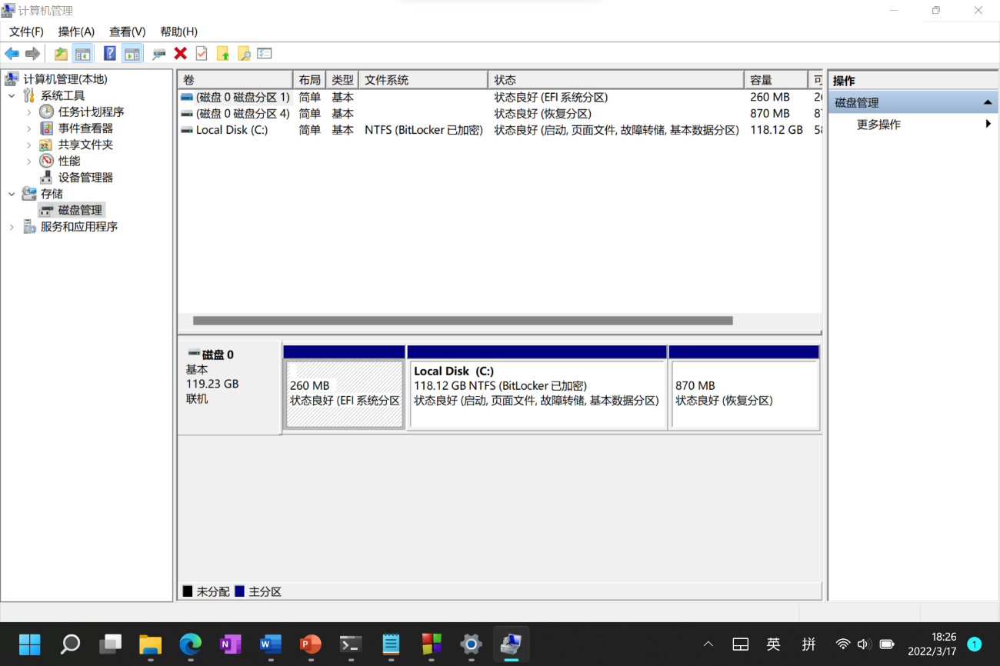 计算机管理
文件(F) 操作(A) 查看(V) 帮助(H)
计算机管理(本地)
系统工具
任务计划程序
事件查看器
共享文件夹
性能
设备管理器
存储
磁盘管理
服务和应用程序
卷 布局 类型 文件系统 状态 容量
(磁盘 0 磁盘分区 1) 简单 基本 状态良好 (EFI 系统分区) 260 MB
(磁盘 0 磁盘分区 4) 简单 基本 状态良好 (恢复分区) 870 MB
Local Disk (C:) 简单 基本 NTFS (BitLocker 已加密) 状态良好 (启动, 页面文件, 故障转储, 基本数据分区) 118.12 GB
磁盘 0
基本
119.23 GB
联机
260 MB
状态良好 (EFI 系统分区
Local Disk (C:)
118.12 GB NTFS (BitLocker 已加密)
状态良好 (启动, 页面文件, 故障转储, 基本数据分区)
870 MB
状态良好 (恢复分区)
未分配 主分区
操作
磁盘管理
更多操作
N W P
英 拼
18:26
2022/3/17
1